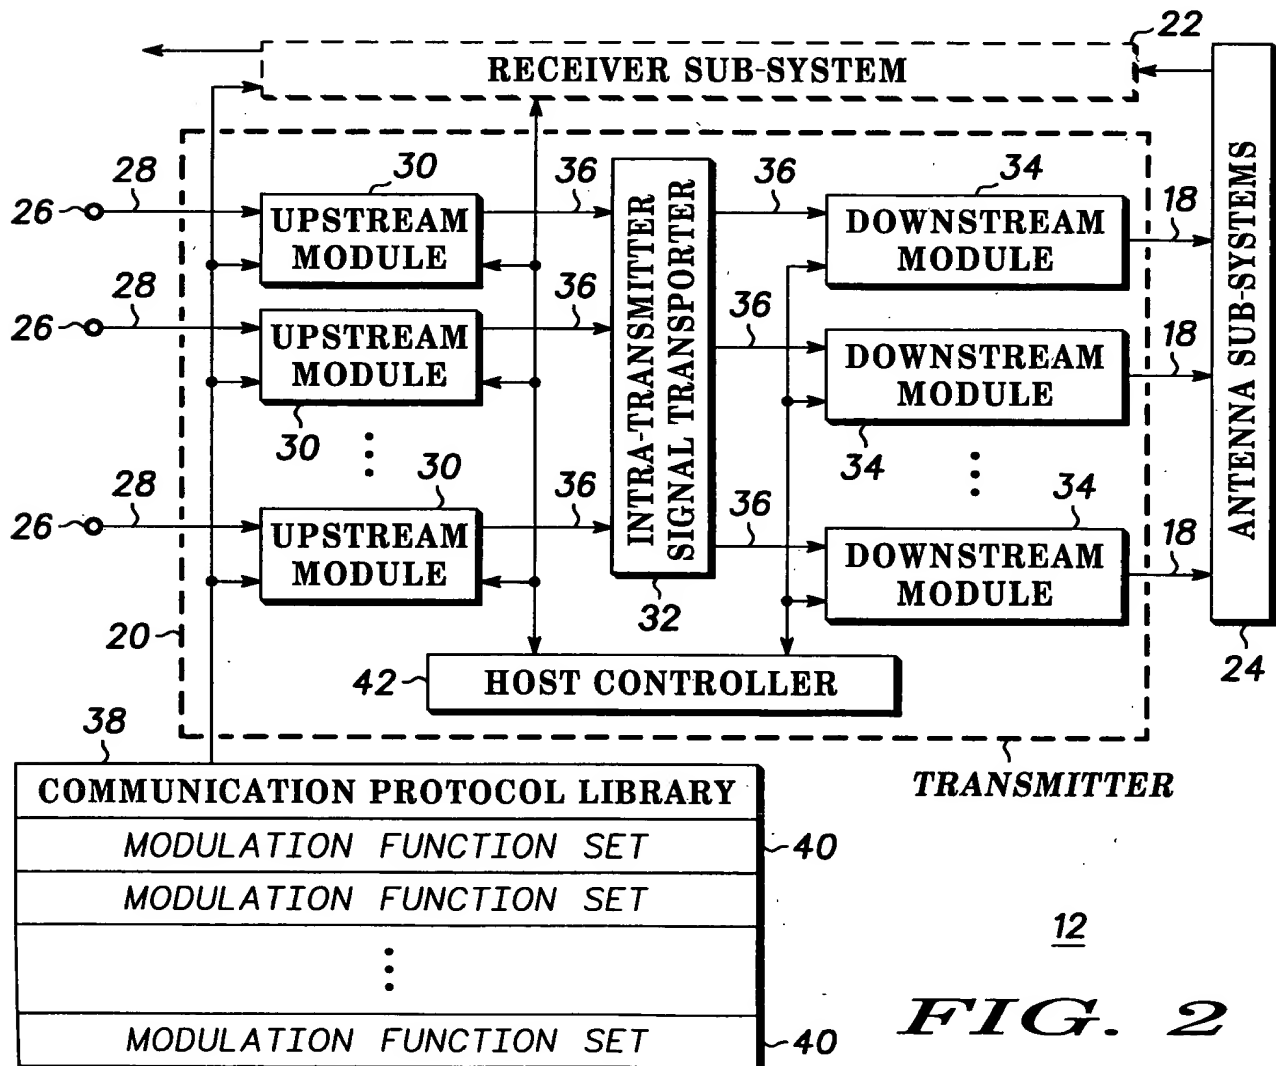 22
RECEIVER SUB-SYSTEM
28
30
36
36
34
18
26
UPSTREAM
MODULE
DOWNSTREAM
MODULE
28
36
36
18
26
UPSTREAM
MODULE
DOWNSTREAM
MODULE
30
34
INTRA-TRANSMITTER
SIGNAL TRANSPORTER
ANTENNA SUB-SYSTEMS
28
30
36
36
34
18
26
UPSTREAM
MODULE
DOWNSTREAM
MODULE
32
20
24
42
HOST CONTROLLER
38
TRANSMITTER
COMMUNICATION PROTOCOL LIBRARY
MODULATION FUNCTION SET
40
MODULATION FUNCTION SET
MODULATION FUNCTION SET
40
12
FIG. 2